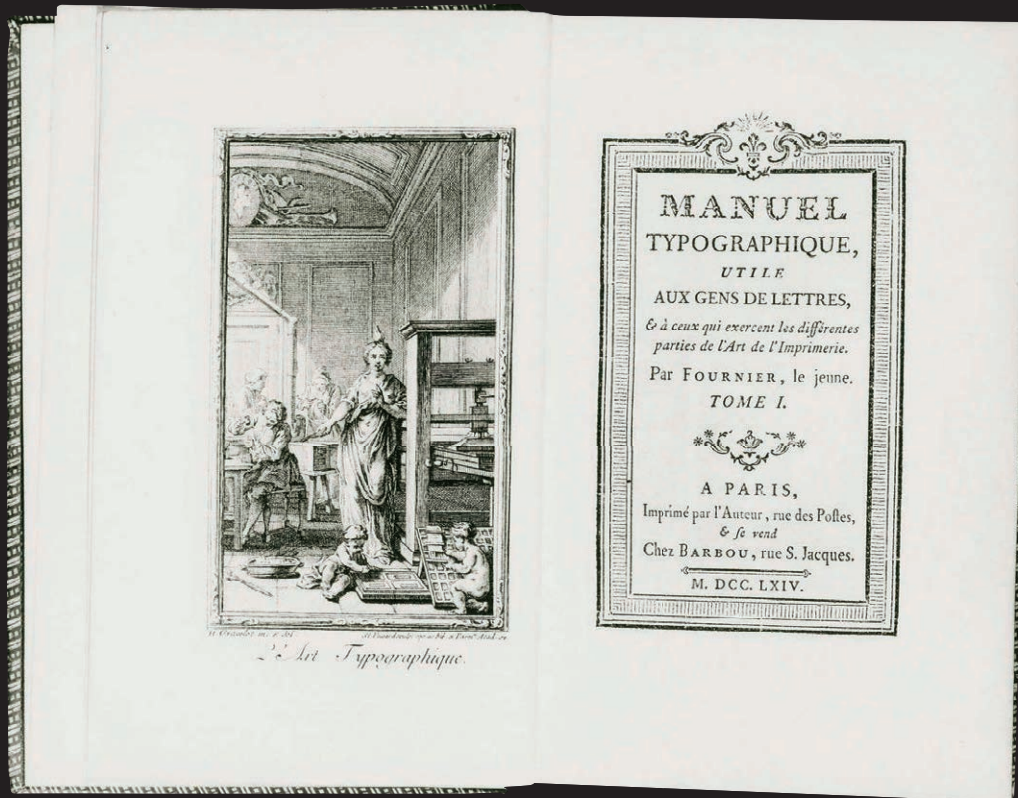 L'Art Typographique.
MANUEL
TYPOGRAPHIQUE,
UTILE
AUX GENS DE LETTRES,
& à ceux qui exercent les différentes
parties de l'Art de l'Imprimerie.
Par FOURNIER, le jeune.
TOME I.
A PARIS,
Imprimé par l'Auteur, rue des Poſtes,
& ſe vend
Chez BARBOU, rue S. Jacques.
M. DCC. LXIV.